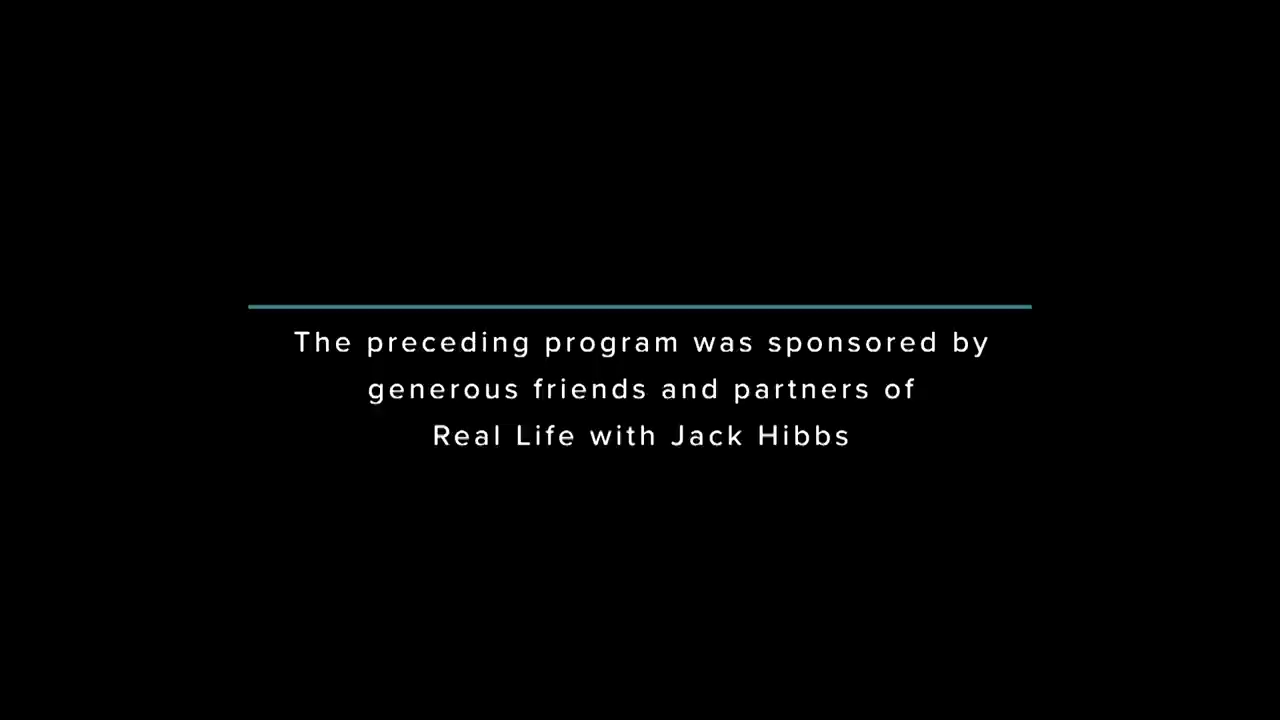 The preceding program was sponsored by
generous friends and partners of
Real Life with Jack Hibbs